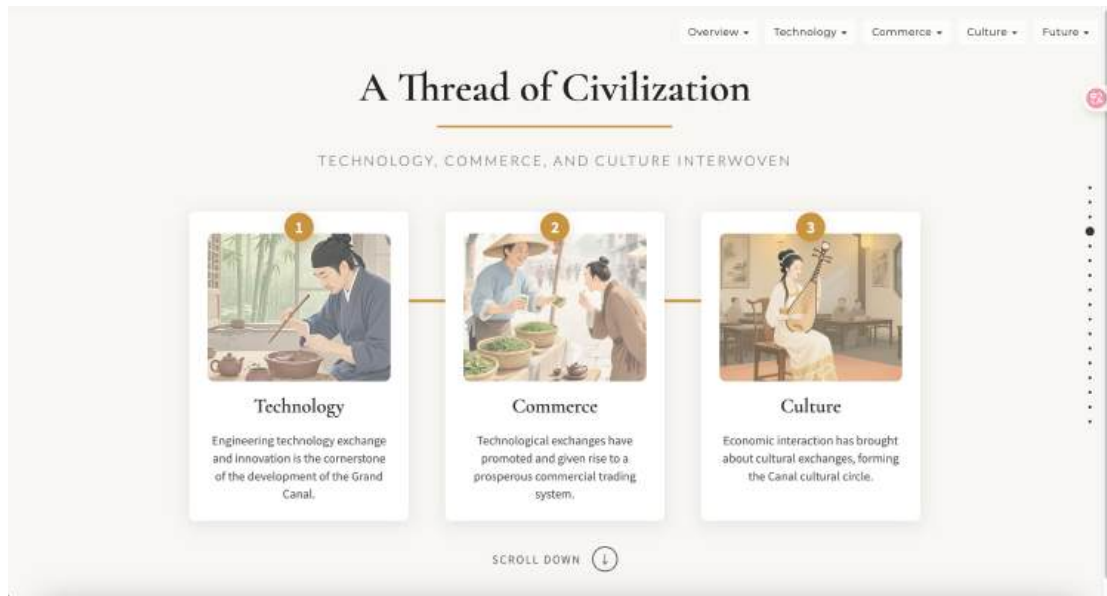 Overview
Technology
Commerce
Culture
Future
A Thread of Civilization
TECHNOLOGY, COMMERCE, AND CULTURE INTERWOVEN
1
2
3
Technology
Engineering technology exchange
and innovation is the cornerstone
of the development of the Grand
Canal.
Commerce
Technological exchanges have
promoted and given rise to a
prosperous commercial trading
system.
Culture
Economic interaction has brought
about cultural exchanges, forming
the Canal cultural circle.
SCROLL DOWN